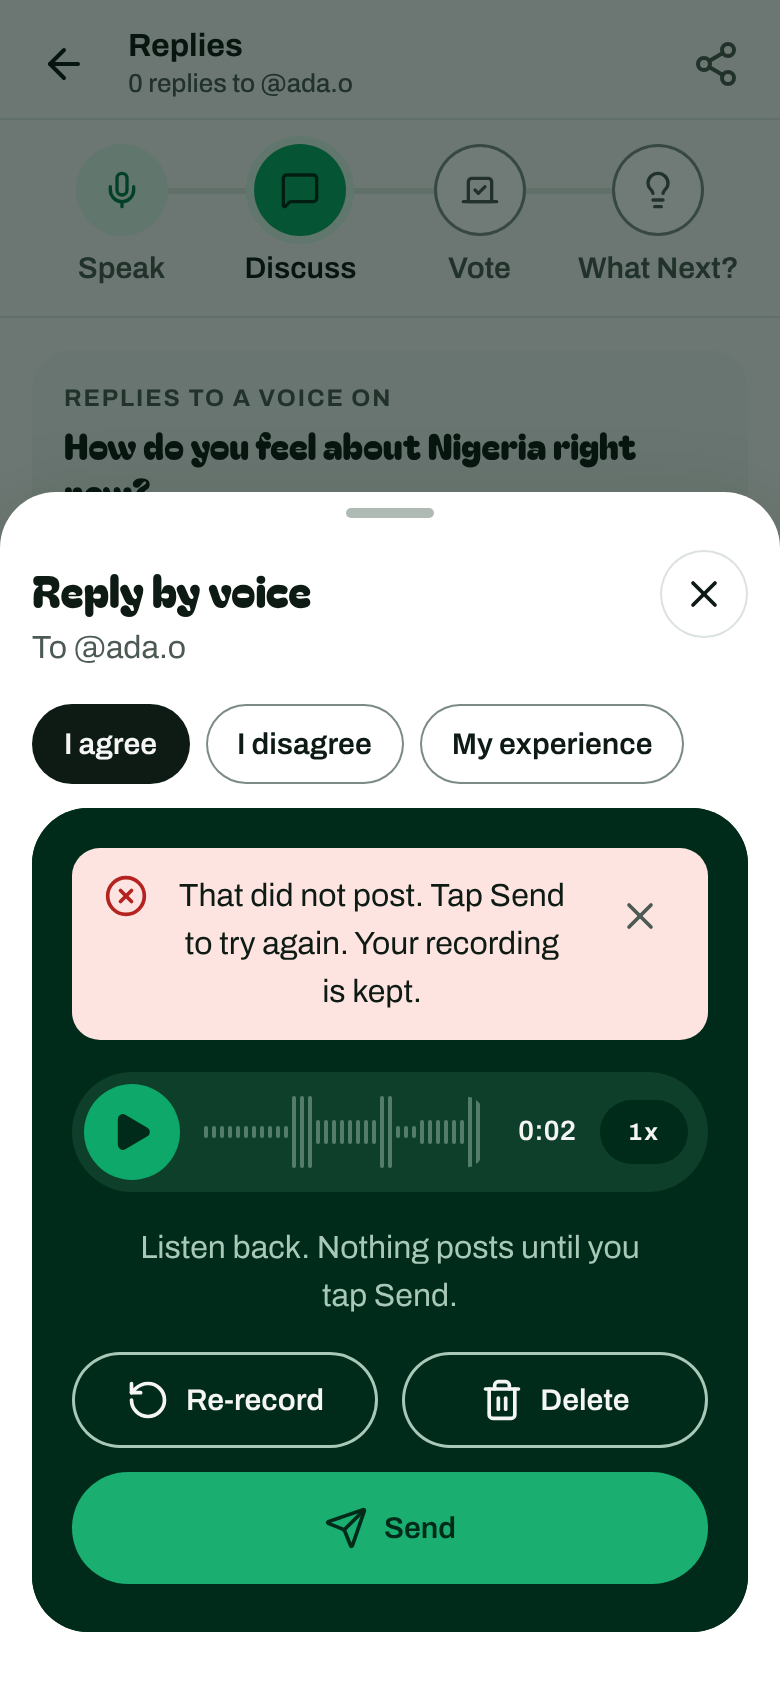 Replies
0 replies to @ada.o
Speak
Discuss
Vote
What Next?
REPLIES TO A VOICE ON
How do you feel about Nigeria right
now?
Reply by voice
To @ada.o
I agree
I disagree
My experience
That did not post. Tap Send
to try again. Your recording
is kept.
0:02
1x
Listen back. Nothing posts until you
tap Send.
Re-record
Delete
Send